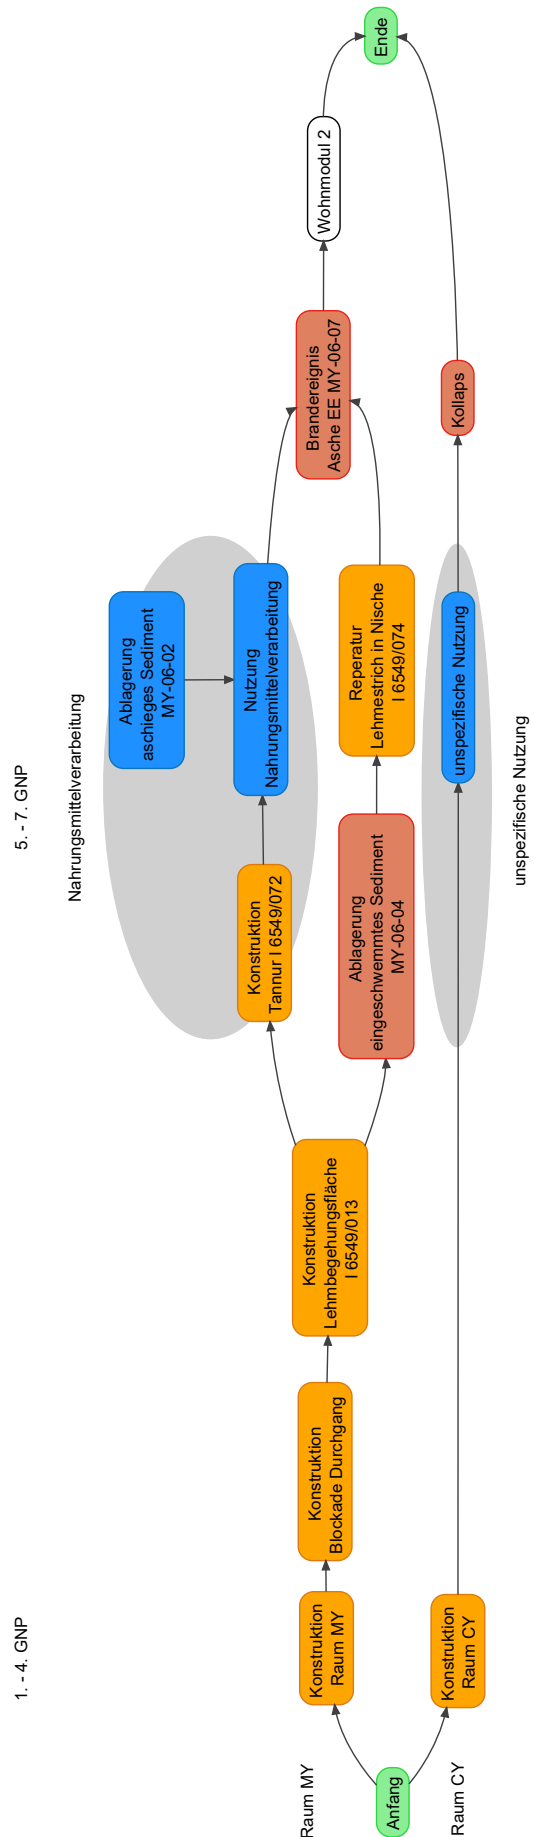 1. - 4. GNP
5. - 7. GNP
Nahrungsmittelverarbeitung
Ablagerung
aschieges Sediment
MY-06-02
Konstruktion
Tannur I 6549/072
Nutzung
Nahrungsmittelverarbeitung
Raum MY
Anfang
Konstruktion
Raum MY
Konstruktion
Blockade Durchgang
Konstruktion
Lehmbegehungsfläche
I 6549/013
Brandereignis
Asche EE MY-06-07
Wohnmodul 2
Ende
Ablagerung
eingeschwemmtes Sediment
MY-06-04
Reperatur
Lehmestrich in Nische
I 6549/074
Raum CY
Konstruktion
Raum CY
unspezifische Nutzung
Kollaps
unspezifische Nutzung